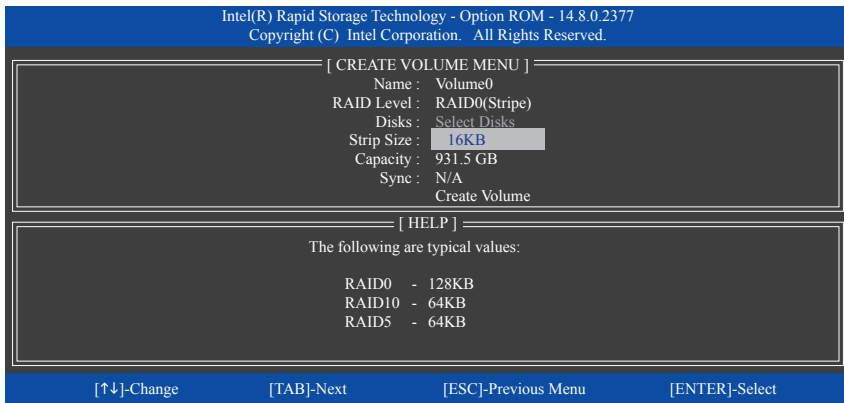 Intel(R) Rapid Storage Technology - Option ROM - 14.8.0.2377
Copyright (C) Intel Corporation. All Rights Reserved.
[ CREATE VOLUME MENU ]
Name : Volume0
RAID Level : RAID0(Stripe)
Disks : Select Disks
Strip Size : 16KB
Capacity : 931.5 GB
Sync : N/A
Create Volume
[ HELP ]
The following are typical values:
RAID0 - 128KB
RAID10 - 64KB
RAID5 - 64KB
[↑↓]-Change [TAB]-Next [ESC]-Previous Menu [ENTER]-Select